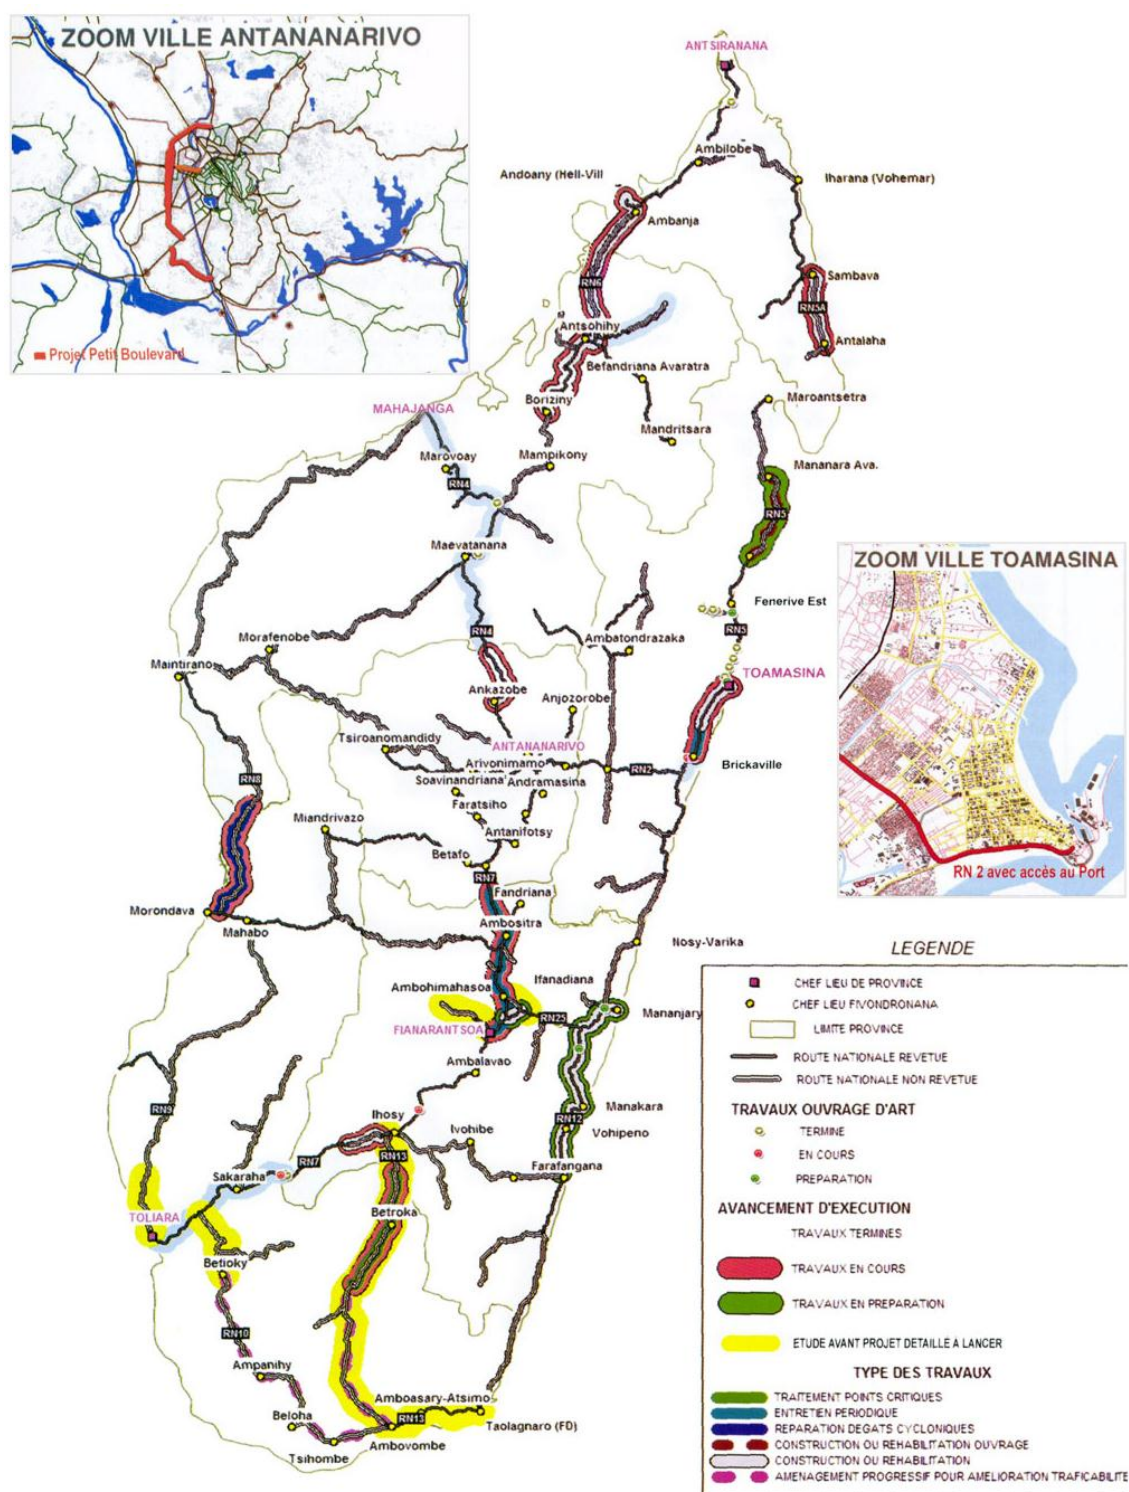 ZOOM VILLE ANTANANARIVO
Projet Petit Boulevard
ANTSIRANANA
Ambilobe
Andoany (Hell-Vill
Iharana (Vohemar)
Ambanja
Sambava
RN6
RN3A
Antsohihy
Antalaha
Befandriana Avaratra
Boriziny
Maroantsetra
MAHAJANGA
Mandritsara
Marovoay
Mampikony
Mananara Ava.
RN4
RN5
Maevatanana
ZOOM VILLE TOAMASINA
RN 2 avec accès au Port
Fenerive Est
RN5
RN4
Morafenobe
Ambatondrazaka
Maintirano
TOAMASINA
Ankazobe
Anjozorobe
Tsiroanomandidy
ANTANANARIVO
Arivonimamo
Brickaville
RN2
RN8
Soavinandriana
Andramasina
Faratsiho
Miandrivazo
Antanifotsy
Betafo
RN7
Fandriana
Morondava
Ambositra
Mahabo
Nosy-Varika
Ifanadiana
Ambohimahasoa
Mananjary
RN25
FIANARANTSOA
Ambalavao
RN9
Manakara
Ihosy
Ivohibe
RN12
Vohipeno
RN7
RN13
Farafangana
Sakaraha
TOLIARA
Betroka
Betioky
RN10
Ampanihy
Amboasary-Atsimo
Beloha
RN13
Taolagnaro (FD)
Ambovombe
Tsihombe
LEGENDE
CHEF LIEU DE PROVINCE
CHEF LIEU FIVONDRONANA
LIMITE PROVINCE
ROUTE NATIONALE REVETUE
ROUTE NATIONALE NON REVETUE
TRAVAUX OUVRAGE D'ART
TERMINE
EN COURS
PREPARATION
AVANCEMENT D'EXECUTION
TRAVAUX TERMINES
TRAVAUX EN COURS
TRAVAUX EN PREPARATION
ETUDE AVANT PROJET DETAILLE A LANCER
TYPE DES TRAVAUX
TRAITEMENT POINTS CRITIQUES
ENTRETIEN PERIODIQUE
REPARATION DEGATS CYCLONIQUES
CONSTRUCTION OU REHABILITATION OUVRAGE
CONSTRUCTION OU REHABILITATION
AMENAGEMENT PROGRESSIF POUR AMELIORATION TRAFICABILITE